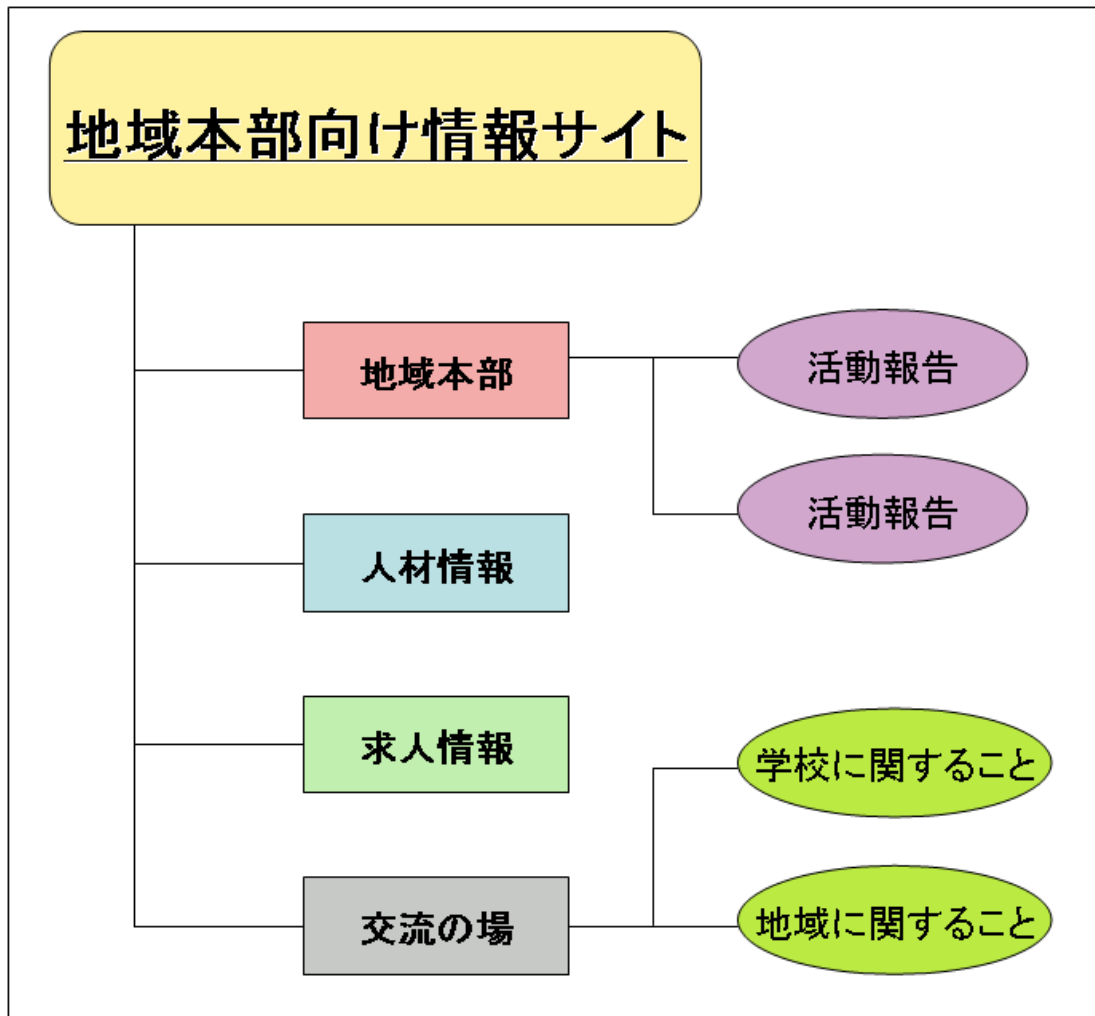 地域本部向け情報サイト
地域本部
活動報告
活動報告
人材情報
求人情報
学校に関すること
交流の場
地域に関すること